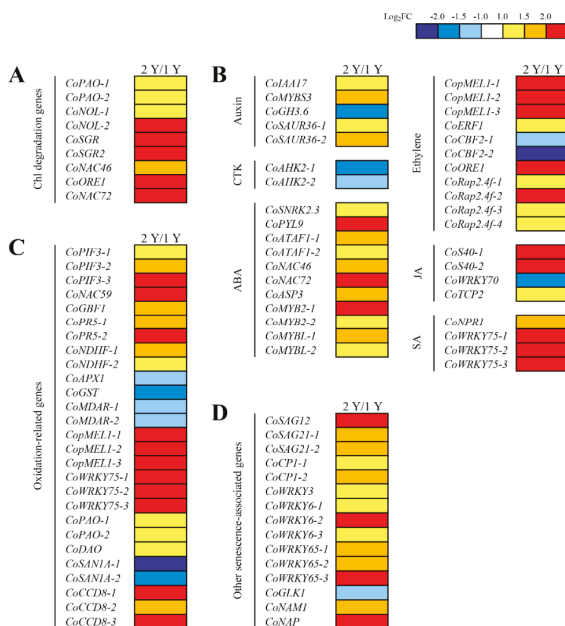 Log2FC
-2.0 -1.5 -1.0 1.0 1.5 2.0
A
2 Y/1 Y
Chl degradation genes
CoPAO-1
CoPAO-2
CoNOL-1
CoNOL-2
CoSGR
CoSGR2
CoNAC46
CoORE1
CoNAC72
B
2 Y/1 Y
Auxin
CoIAA17
CoMYBS3
CoGH3.6
CoSAUR36-1
CoSAUR36-2
CTK
CoAHK2-1
CoAHK2-2
ABA
CoSNRK2.3
CoPYL9
CoATAF1-1
CoATAF1-2
CoNAC46
CoNAC72
CoASP3
CoMYB2-1
CoMYB2-2
CoMYBL-1
CoMYBL-2
2 Y/1 Y
Ethylene
CopMEL1-1
CopMEL1-2
CopMEL1-3
CoERF1
CoCBF2-1
CoCBF2-2
CoORE1
CoRap2.4f-1
CoRap2.4f-2
CoRap2.4f-3
CoRap2.4f-4
JA
CoS40-1
CoS40-2
CoWRKY70
CoTCP2
SA
CoNPR1
CoWRKY75-1
CoWRKY75-2
CoWRKY75-3
C
2 Y/1 Y
Oxidation-related genes
CoPIF3-1
CoPIF3-2
CoPIF3-3
CoNAC59
CoGBF1
CoPR5-1
CoPR5-2
CoNDHF-1
CoNDHF-2
CoAPX1
CoGST
CoMDAR-1
CoMDAR-2
CopMEL1-1
CopMEL1-2
CopMEL1-3
CoWRKY75-1
CoWRKY75-2
CoWRKY75-3
CoPAO-1
CoPAO-2
CoDAO
CoSAN1A-1
CoSAN1A-2
CoCCD8-1
CoCCD8-2
CoCCD8-3
D
2 Y/1 Y
Other senescence-associated genes
CoSAG12
CoSAG21-1
CoSAG21-2
CoCP1-1
CoCP1-2
CoWRKY3
CoWRKY6-1
CoWRKY6-2
CoWRKY6-3
CoWRKY65-1
CoWRKY65-2
CoWRKY65-3
CoGLK1
CoNAM1
CoNAP